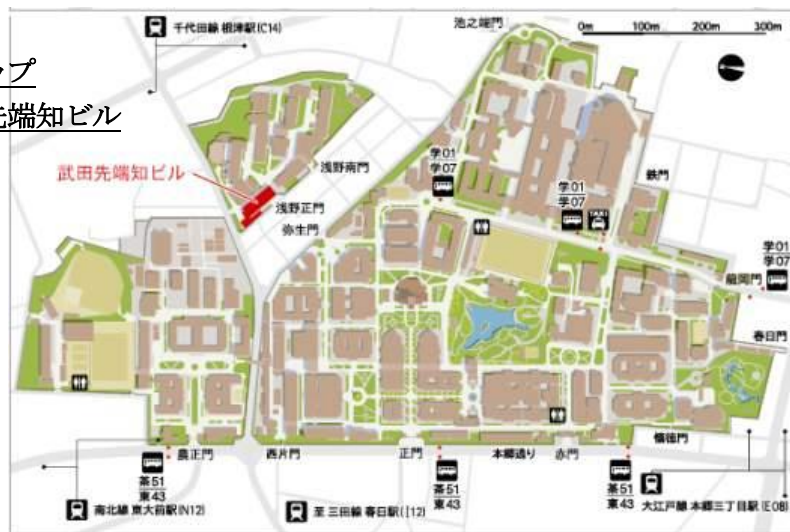 千代田線 根津駅(C14)
池之端門
0m 100m 200m 300m
ップ
先端知ビル
武田先端知ビル
浅野南門
浅野正門
弥生門
学01
学07
学01
学07
TAXI
鉄門
学01
学07
龍岡門
春日門
懐徳門
農正門
西片門
正門
本郷通り
赤門
茶51
東43
茶51
東43
茶51
東43
南北線 東大前駅(N12)
至 三田線 春日駅(I12)
大江戸線 本郷三丁目駅(E08)